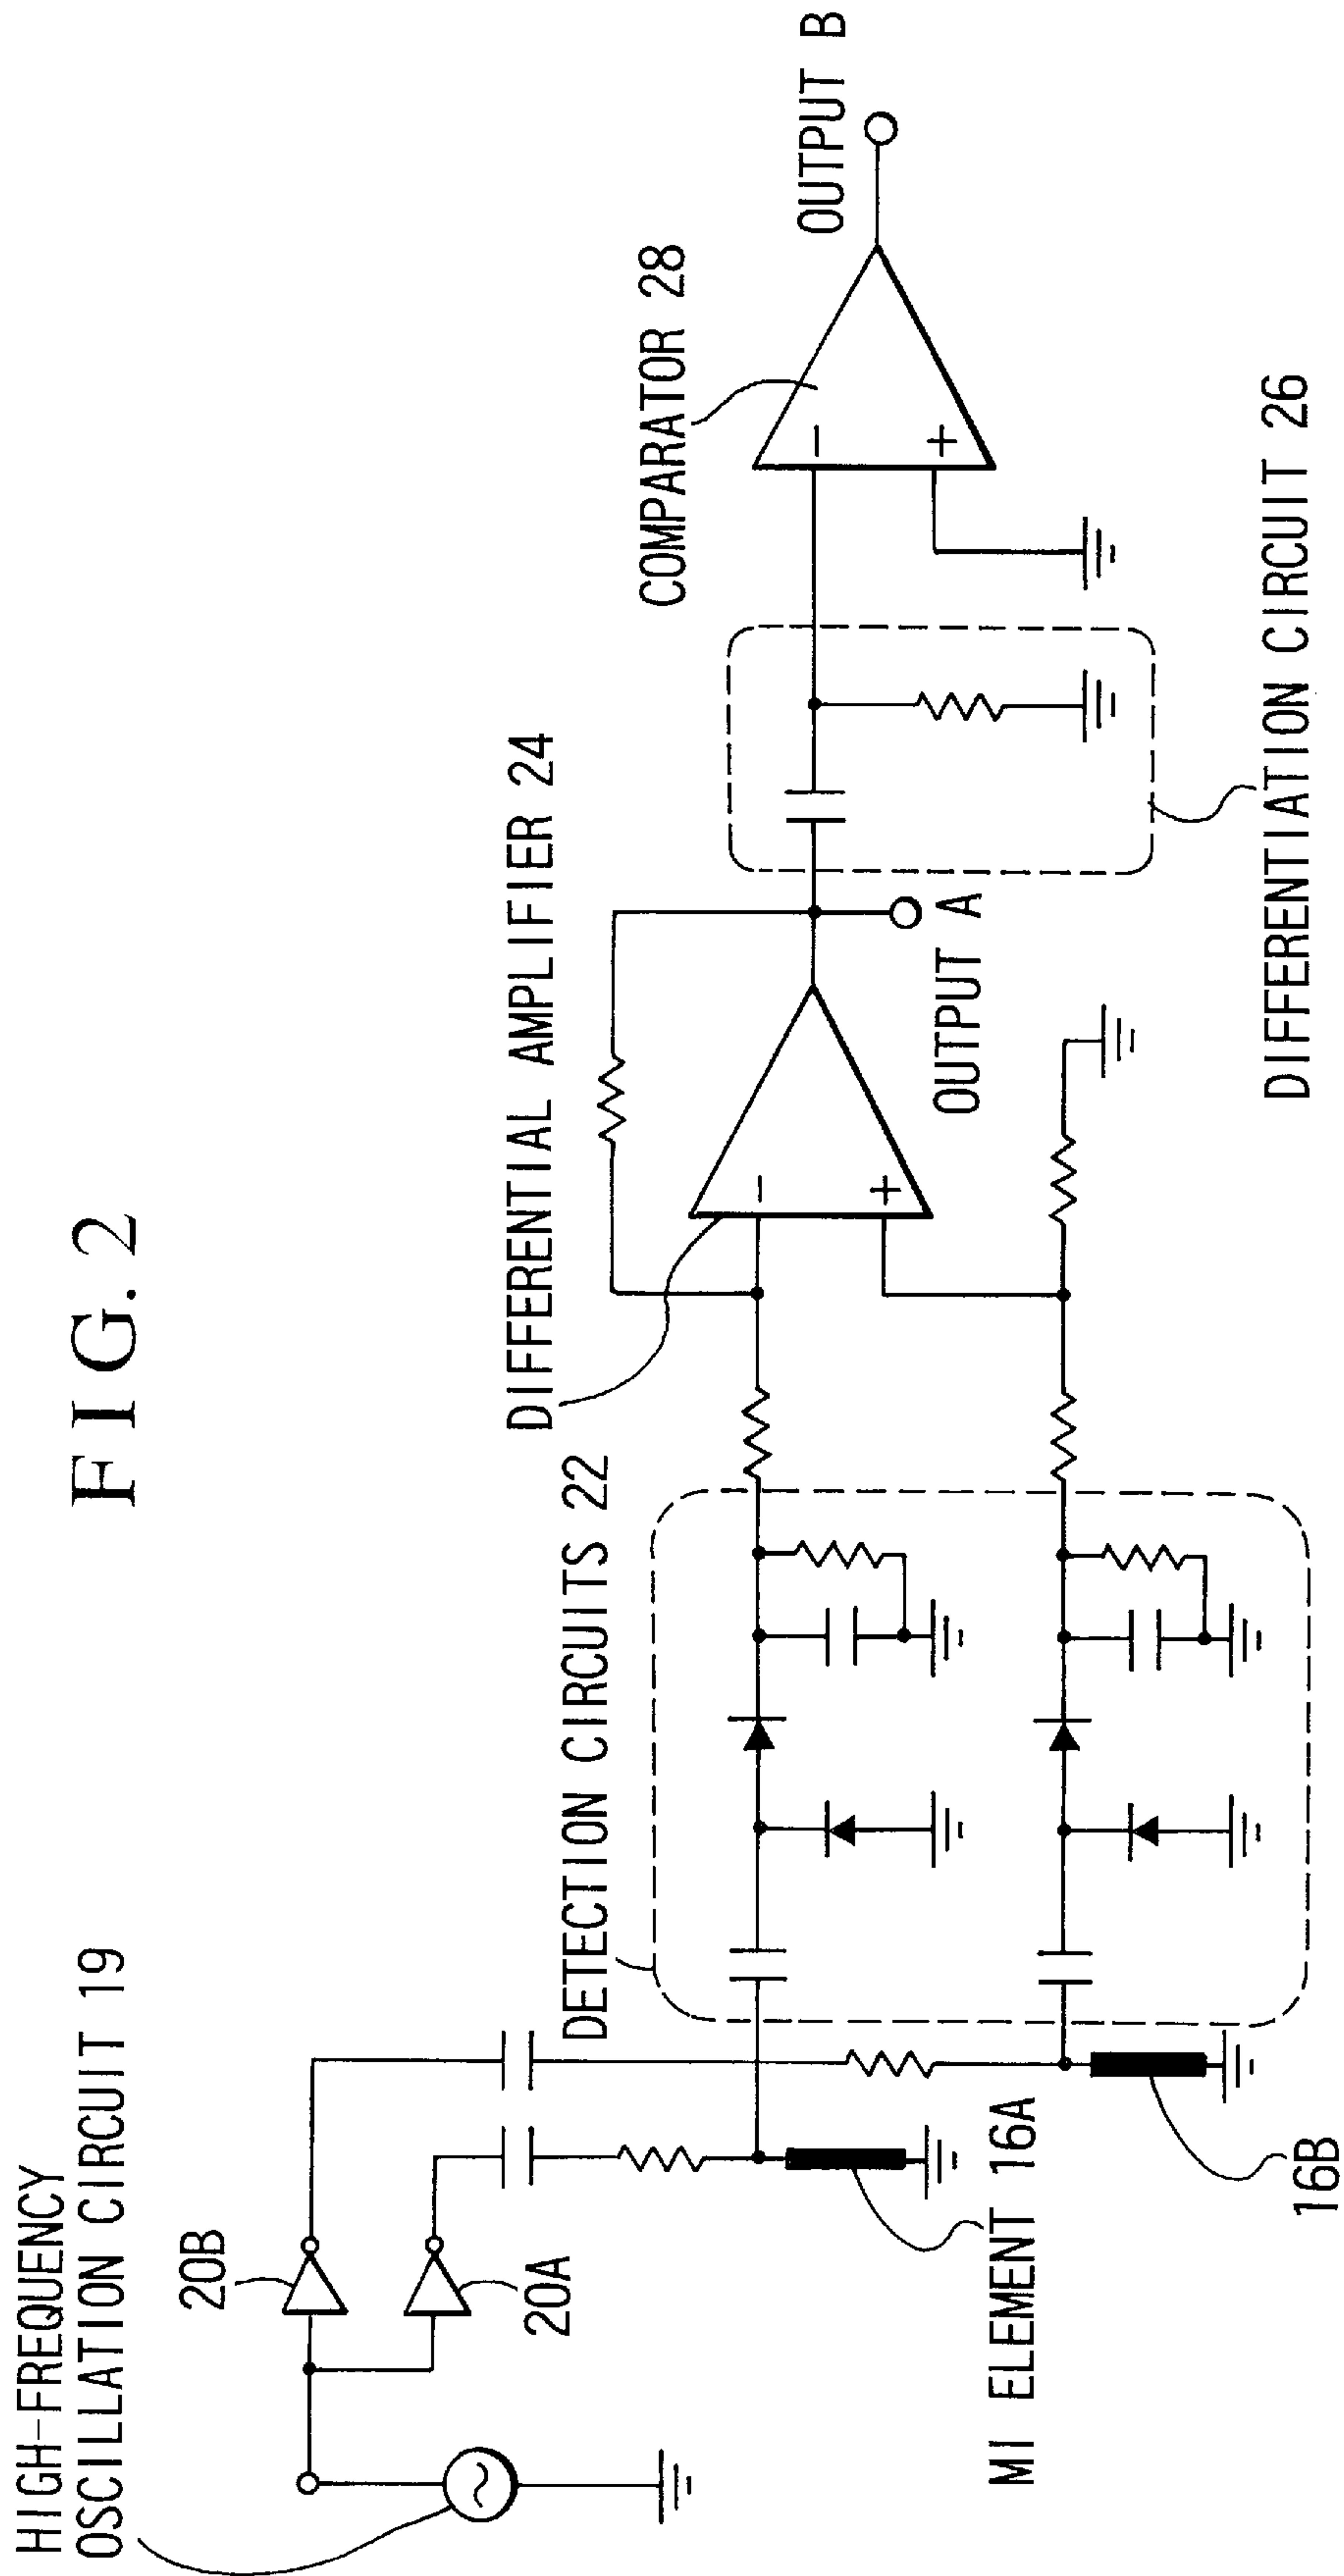 FIG.2
HIGH-FREQUENCY
OSCILLATION CIRCUIT 19
20B
20A
MI ELEMENT 16A
16B
DETECTION CIRCUITS 22
DIFFERENTIAL AMPLIFIER 24
−
+
OUTPUT A
DIFFERENTIATION CIRCUIT 26
COMPARATOR 28
−
+
OUTPUT B